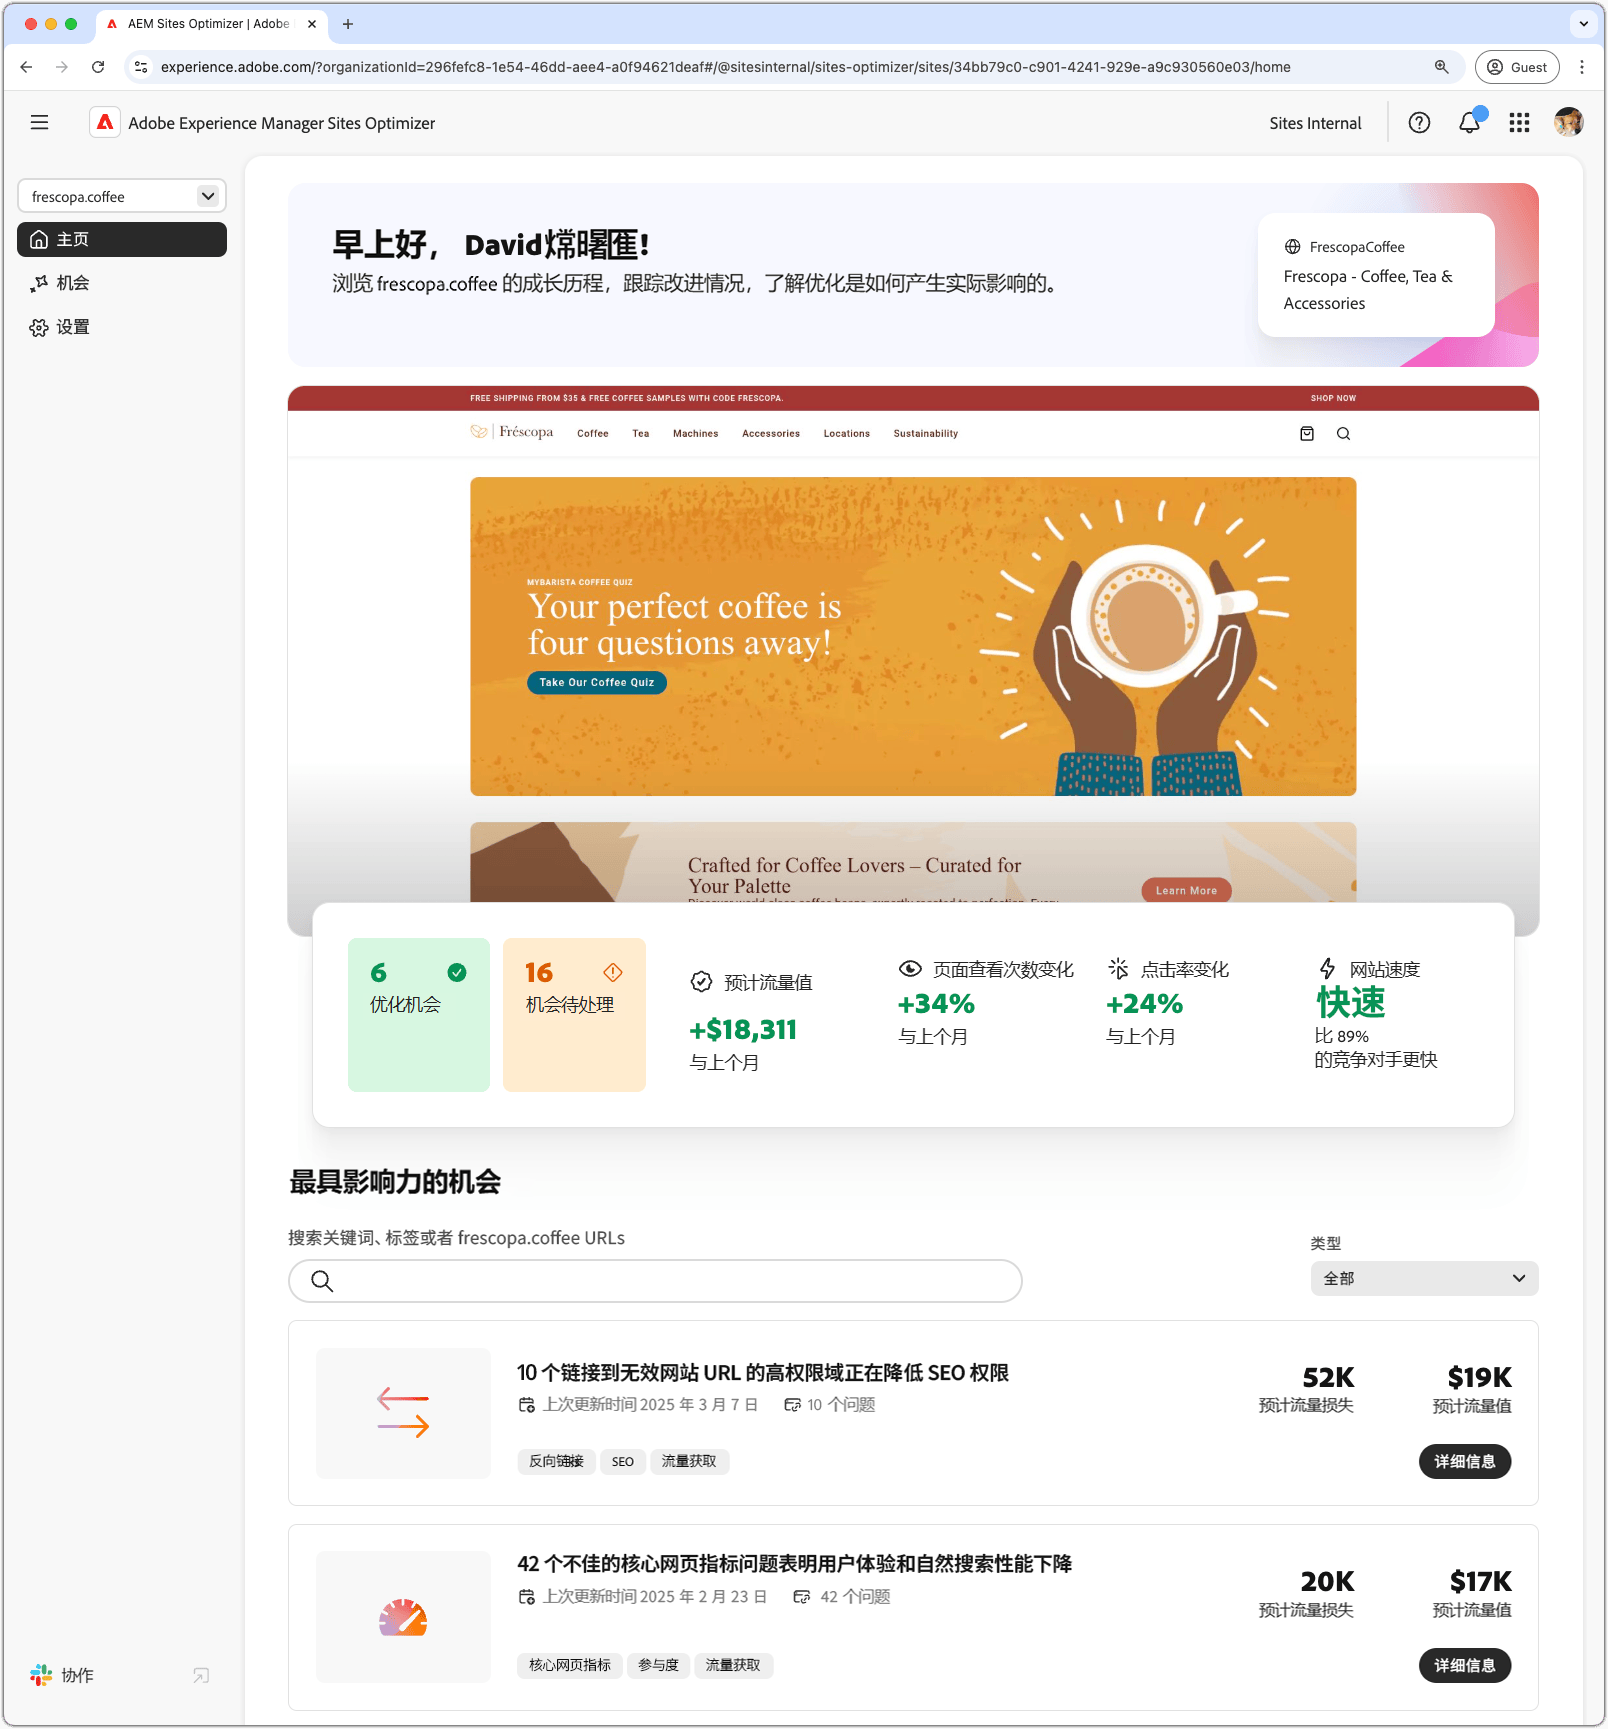 AEM Sites Optimizer | Adobe
experience.adobe.com/?organizationId=296fefc8-1e54-46dd-aee4-a0f94621deaf#/@sitesinternal/sites-optimizer/sites/34bb79c0-c901-4241-929e-a9c930560e03/home
Guest
Adobe Experience Manager Sites Optimizer
Sites Internal
frescopa.coffee
主页
机会
设置
早上好， David!
浏览 frescopa.coffee 的成长历程，跟踪改进情况，了解优化是如何产生实际影响的。
FrescopaCoffee
Frescopa - Coffee, Tea &
Accessories
FREE SHIPPING FROM $35 & FREE COFFEE SAMPLES WITH CODE FRESCOPA.
SHOP NOW
Fréscopa
Coffee
Tea
Machines
Accessories
Locations
Sustainability
MYBARISTA COFFEE QUIZ
Your perfect coffee is
four questions away!
Take Our Coffee Quiz
Crafted for Coffee Lovers – Curated for
Your Palette
Learn More
6
优化机会
16
机会待处理
预计流量值
+$18,311
与上个月
页面查看次数变化
+34%
与上个月
点击率变化
+24%
与上个月
网站速度
快速
比 89%
的竞争对手更快
最具影响力的机会
搜索关键词、标签或者 frescopa.coffee URLs
类型
全部
10 个链接到无效网站 URL 的高权限域正在降低 SEO 权限
上次更新时间 2025 年 3 月 7 日
10 个问题
反向链接
SEO
流量获取
52K
预计流量损失
$19K
预计流量值
详细信息
42 个不佳的核心网页指标问题表明用户体验和自然搜索性能下降
上次更新时间 2025 年 2 月 23 日
42 个问题
核心网页指标
参与度
流量获取
20K
预计流量损失
$17K
预计流量值
详细信息
协作